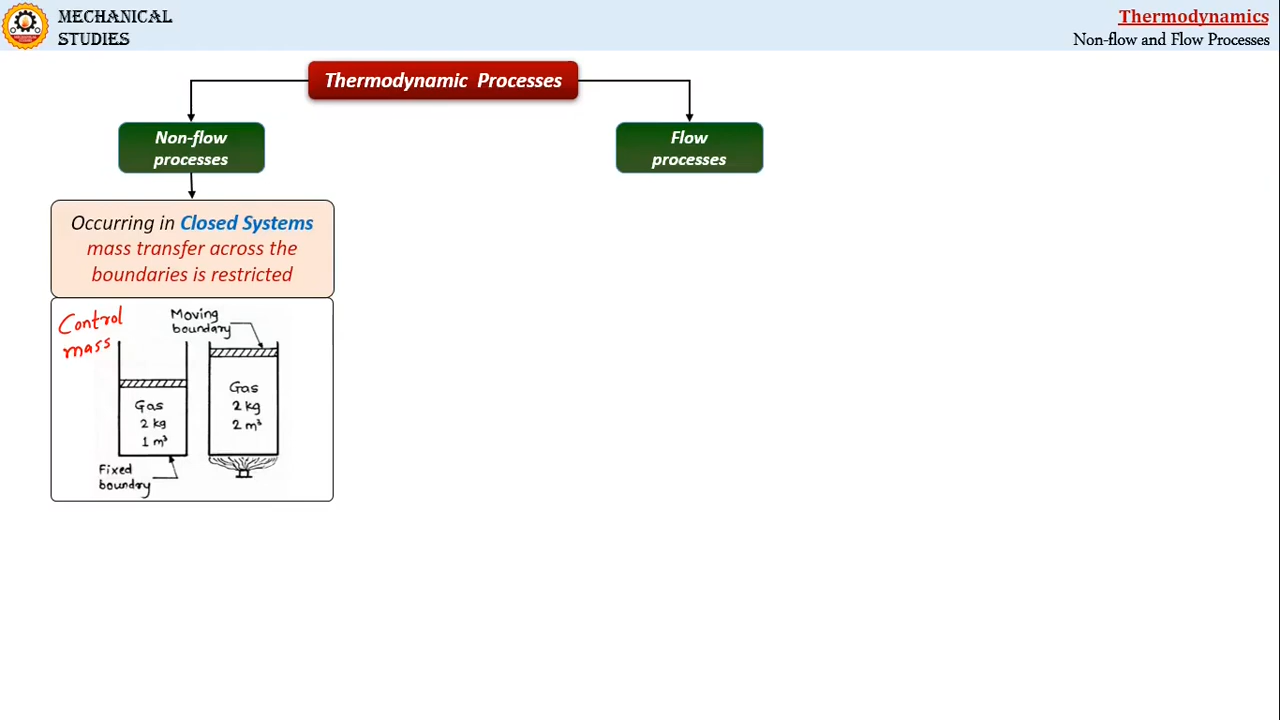 MECHANICAL
STUDIES
Thermodynamics
Non-flow and Flow Processes
Thermodynamic Processes
Non-flow
processes
Flow
processes
Occurring in Closed Systems
mass transfer across the
boundaries is restricted
Control
mass
Moving
boundary
Gas
2 kg
1 m³
Gas
2 kg
2 m³
Fixed
boundry